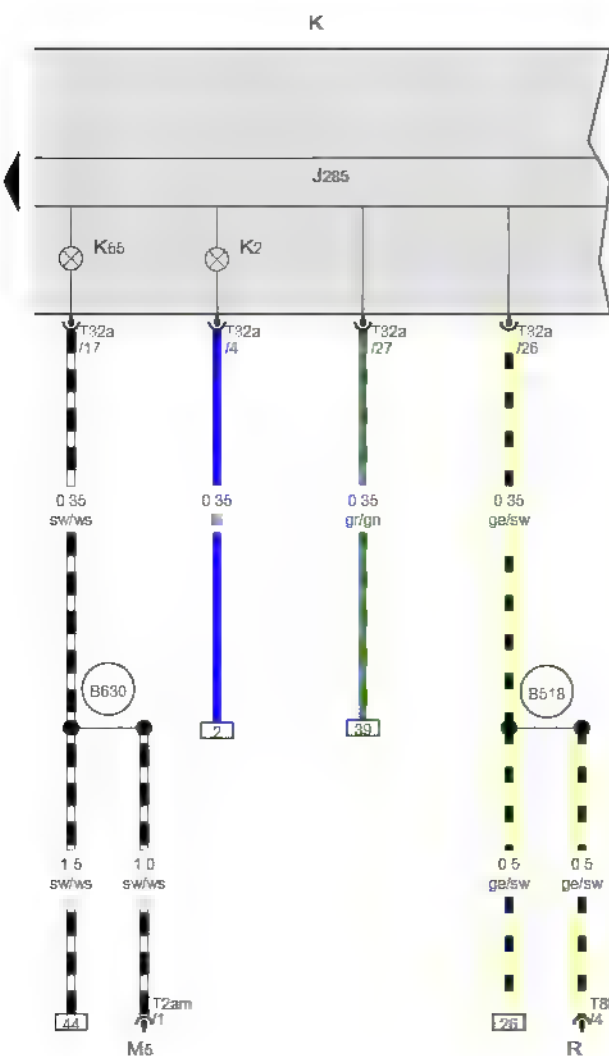 K
J285
K65 K2
T32a T32a T32a T32a
/17 /4 /27 /26
0 35 0 35 0 35 0 35
sw/ws gr/gn ge/sw
B630 B518
2 39
1 5 1 0 0 5 0 5
sw/ws sw/ws ge/sw ge/sw
44 T2am 26
/1 /4
M5 R